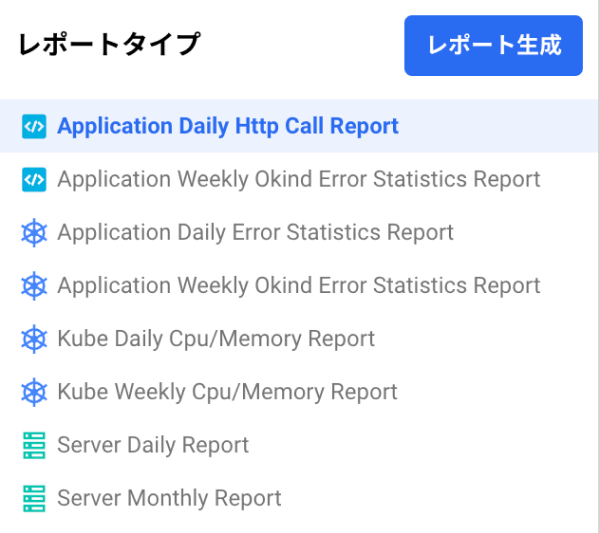 レポートタイプ
レポート生成
Application Daily Http Call Report
Application Weekly Okind Error Statistics Report
Application Daily Error Statistics Report
Application Weekly Okind Error Statistics Report
Kube Daily Cpu/Memory Report
Kube Weekly Cpu/Memory Report
Server Daily Report
Server Monthly Report